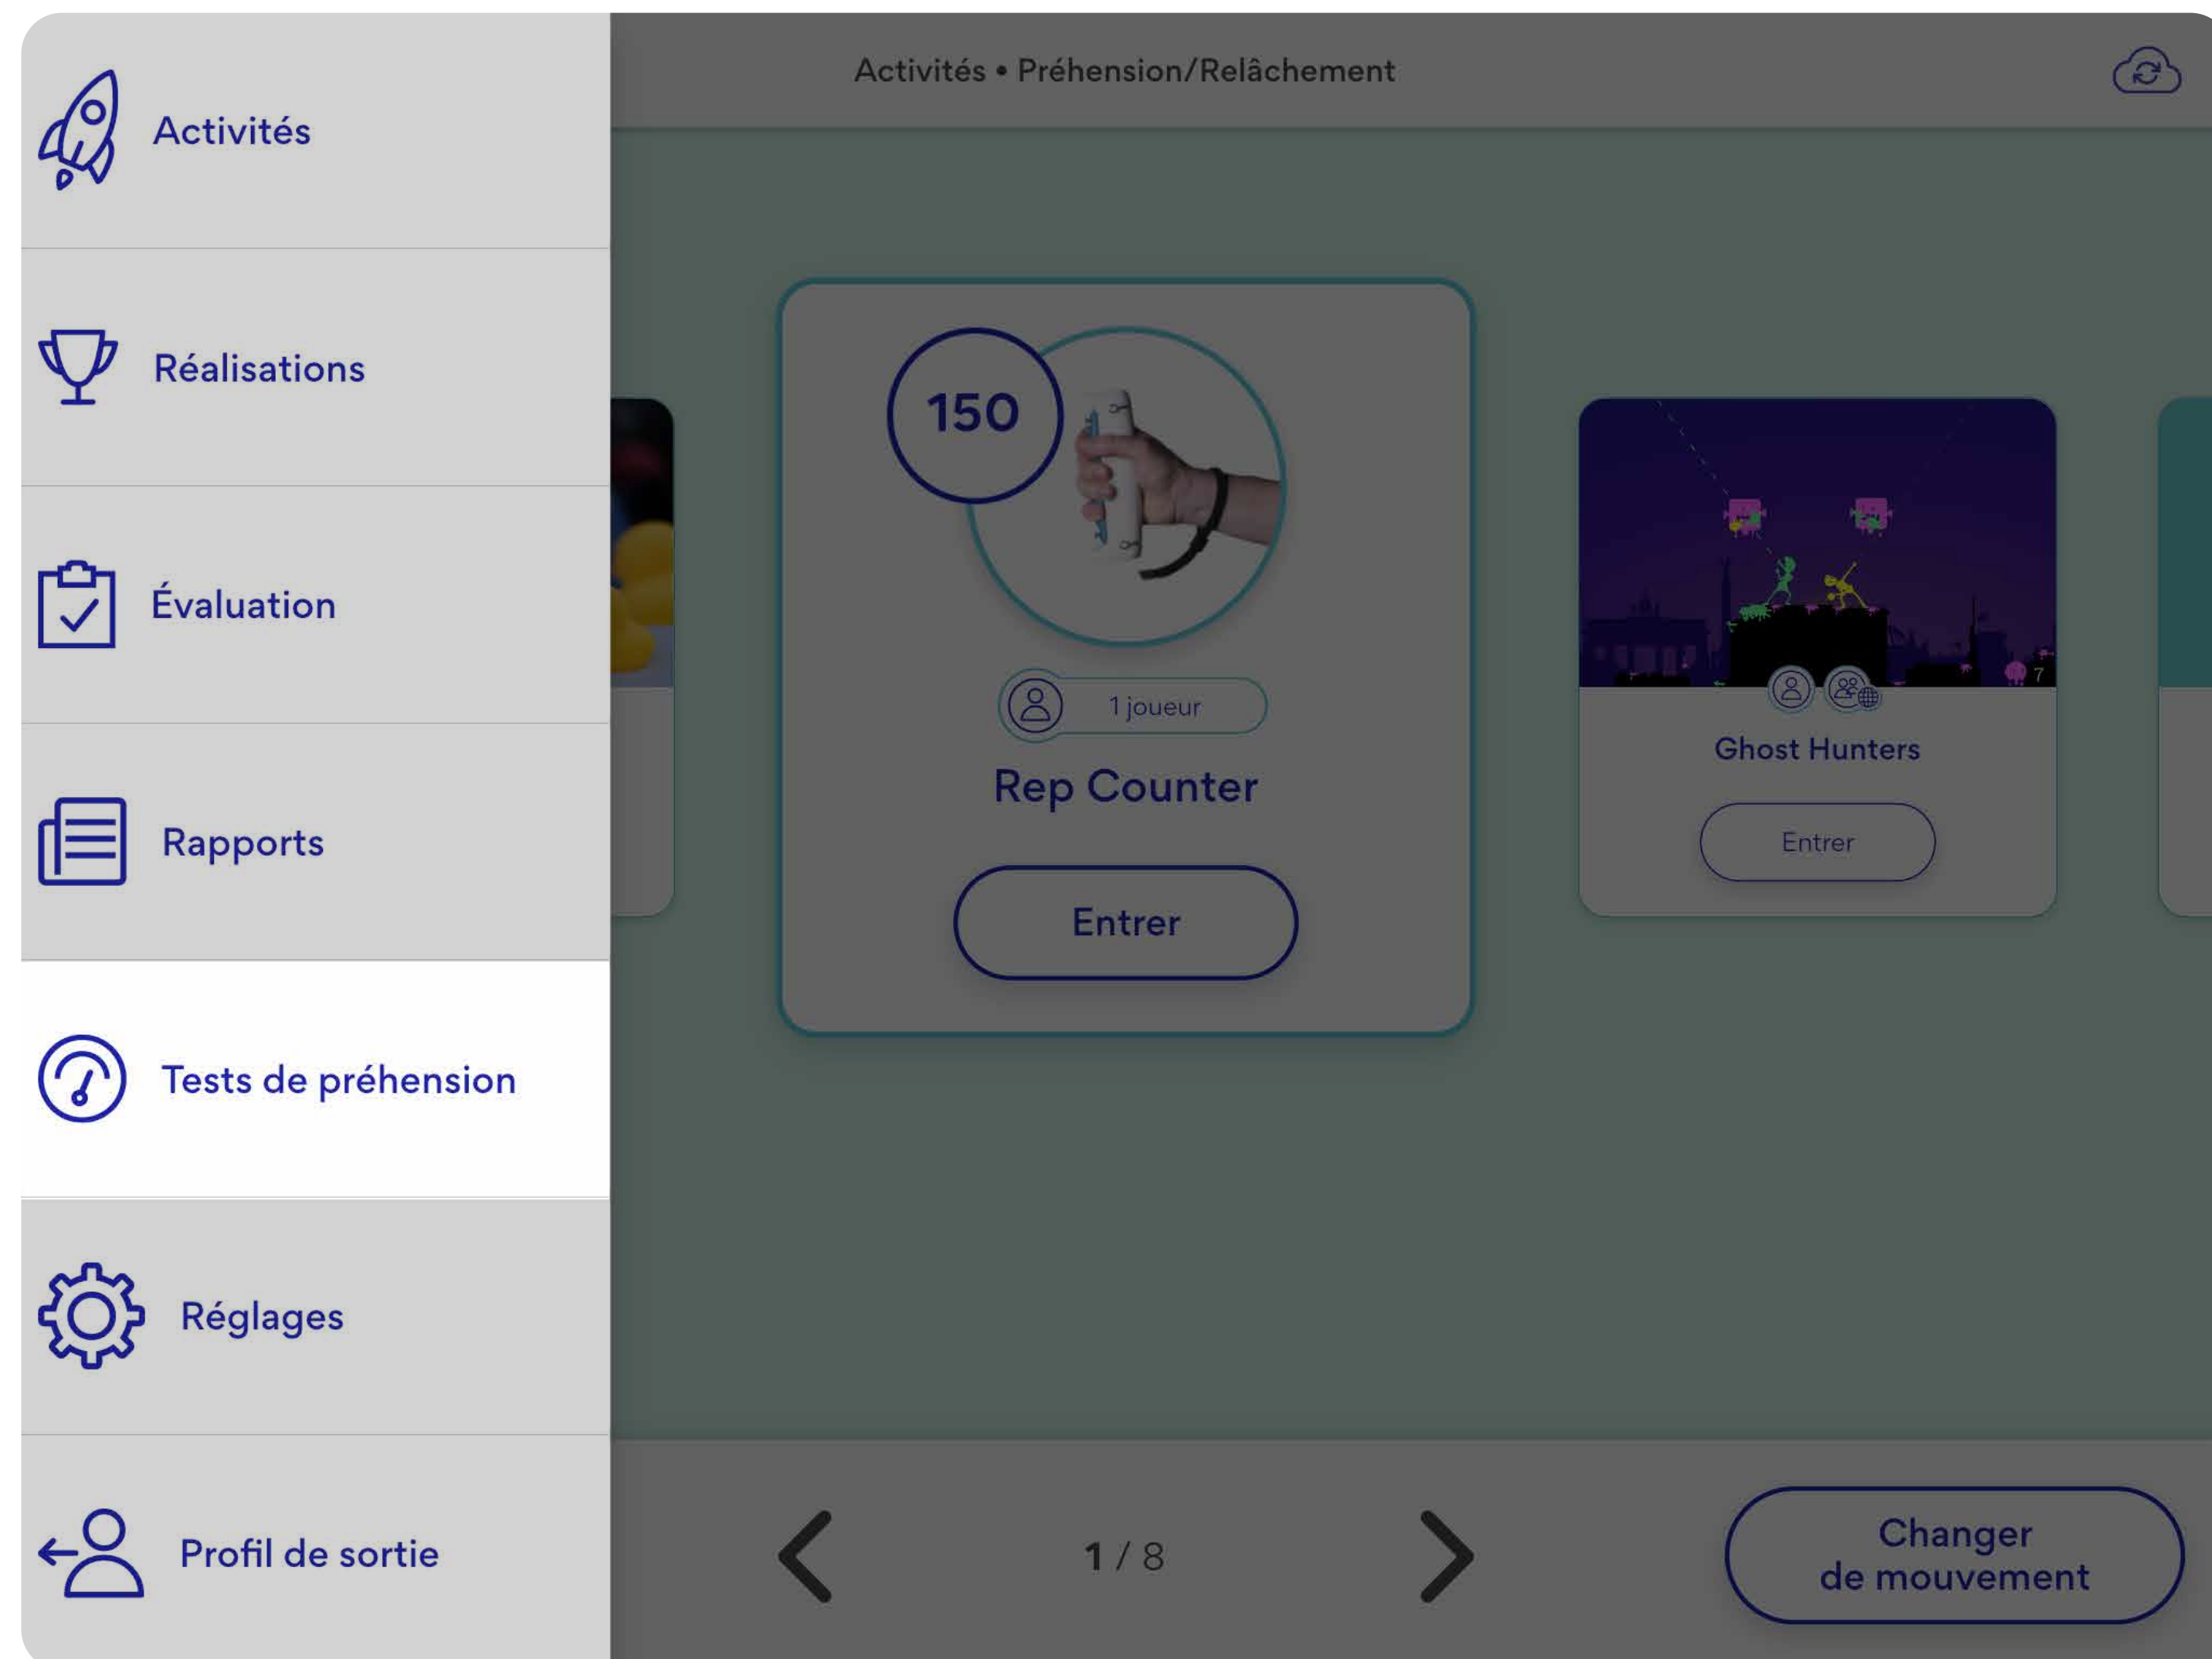 Activités
Réalisations
Évaluation
Rapports
Tests de préhension
Réglages
Profil de sortie
Activités • Préhension/Relâchement
150
1 joueur
Rep Counter
Entrer
7
Ghost Hunters
Entrer
1 / 8
Changer
de mouvement